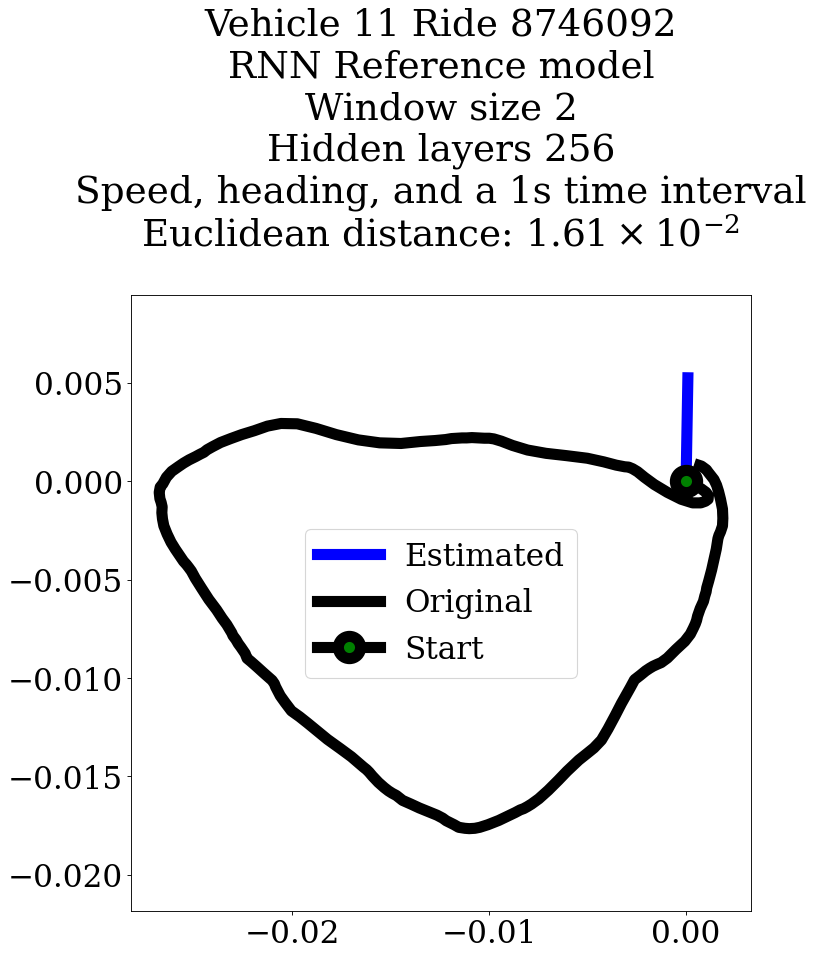 Vehicle 11 Ride 8746092
RNN Reference model
Window size 2
Hidden layers 256
Speed, heading, and a 1s time interval
Euclidean distance: 1.61 × 10⁻²
0.005
0.000
−0.005
−0.010
−0.015
−0.020
Estimated
Original
Start
−0.02
−0.01
0.00